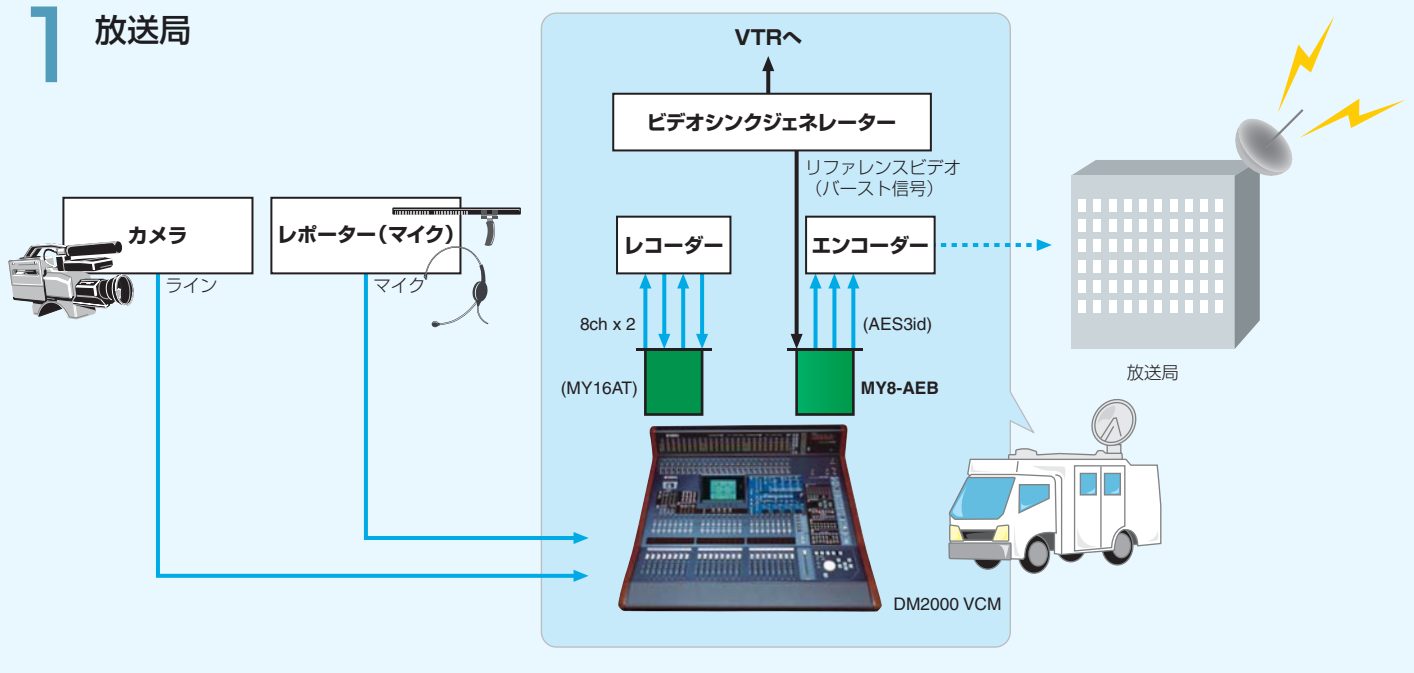 1
放送局
VTRへ
ビデオシンクジェネレーター
リファレンスビデオ
（バースト信号）
カメラ
レポーター（マイク）
レコーダー
エンコーダー
ライン
マイク
8ch x 2
(AES3id)
(MY16AT)
MY8-AEB
放送局
DM2000 VCM